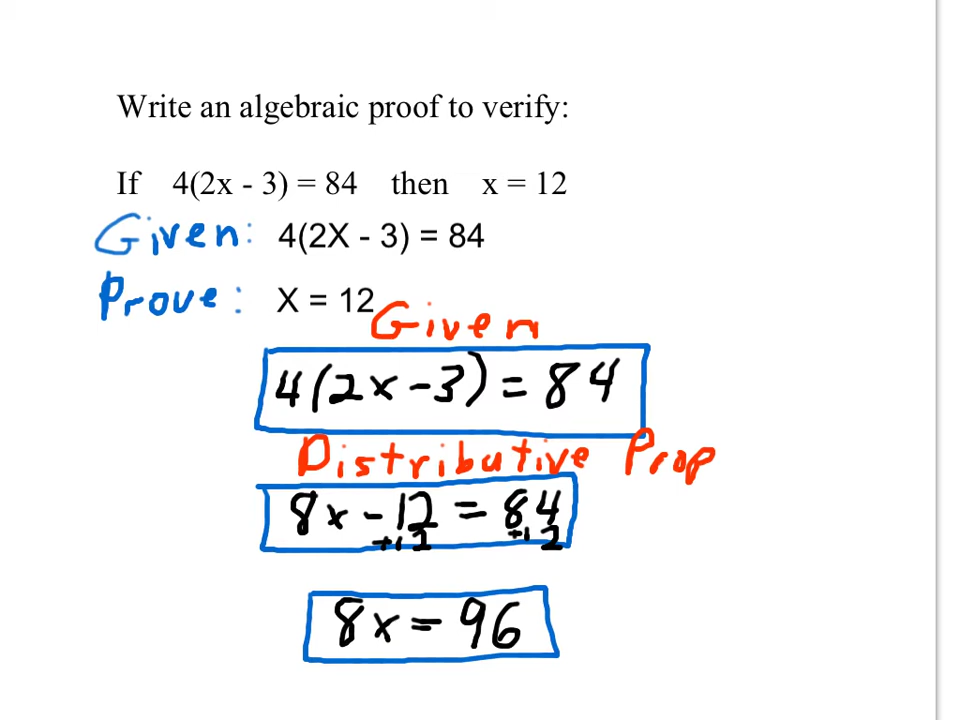 Write an algebraic proof to verify:
If 4(2x - 3) = 84 then x = 12
Given: 4(2X - 3) = 84
Prove: X = 12
Given
4(2x-3) = 84
Distributive Prop
8x - 12 = 84
+12 +12
8x = 96